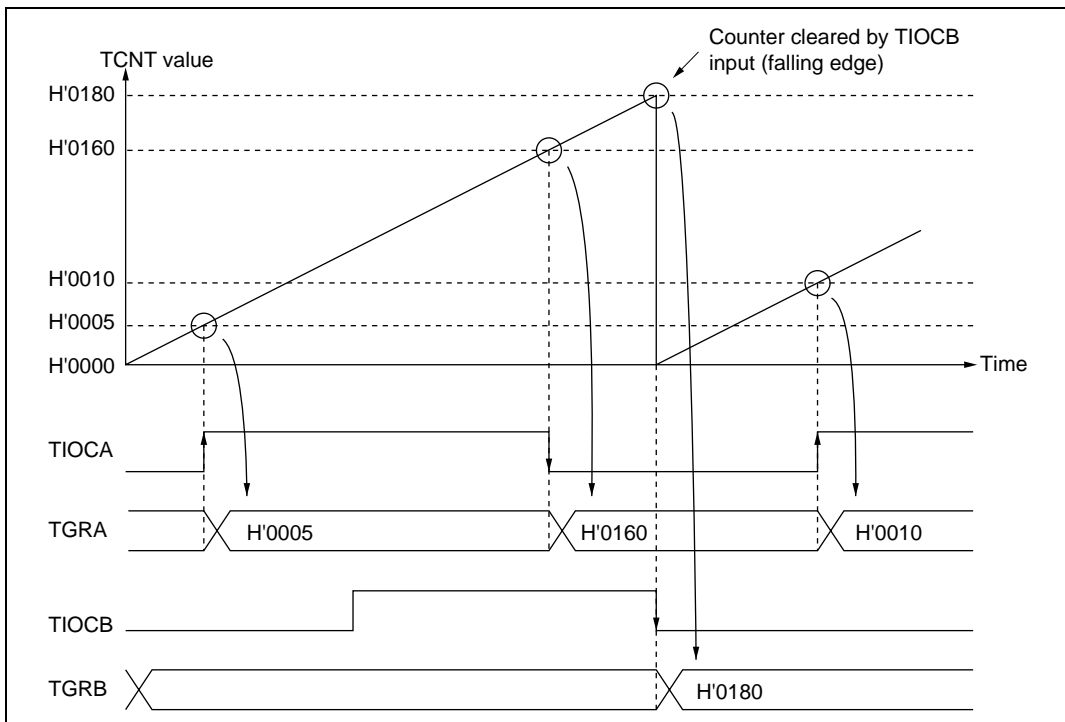 Counter cleared by TIOCB
input (falling edge)
TCNT value
H'0180
H'0160
H'0010
H'0005
H'0000
Time
TIOCA
TGRA
H'0005
H'0160
H'0010
TIOCB
TGRB
H'0180